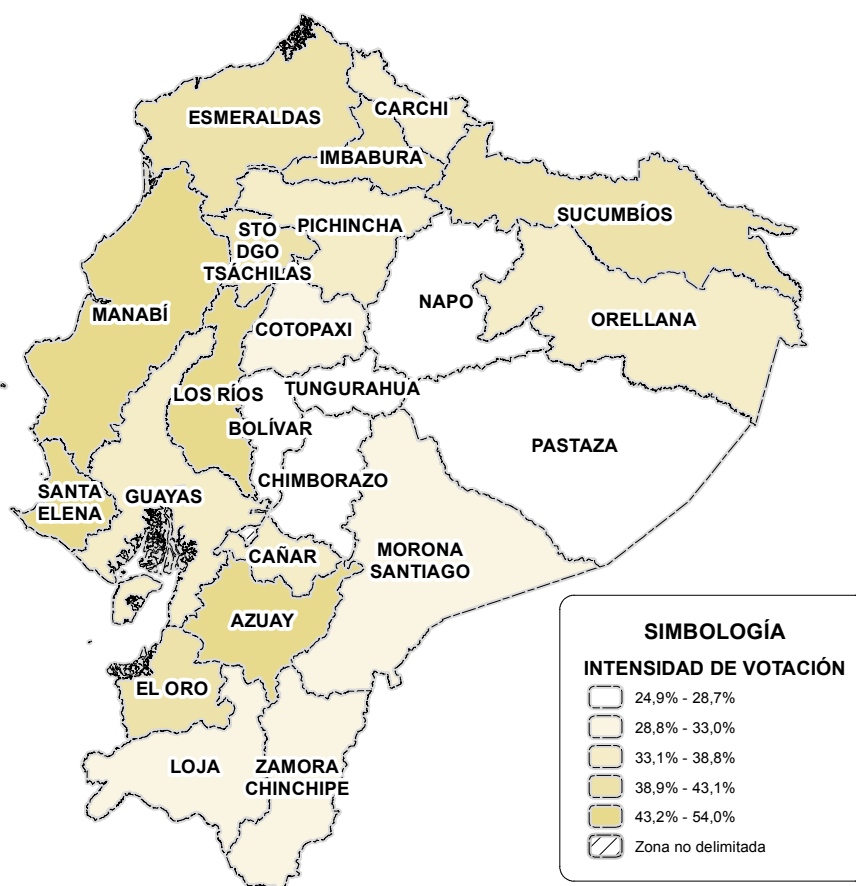 CARCHI
ESMERALDAS
IMBABURA
SUCUMBÍOS
STÓ
DGO
TSÁCHILAS
PICHINCHA
NAPO
MANABÍ
COTOPAXI
ORELLANA
LOS RÍOS
TUNGURAHUA
BOLÍVAR
PASTAZA
CHIMBORAZO
SANTA
ELENA
GUAYAS
CAÑAR
MORONA
SANTIAGO
AZUAY
EL ORO
LOJA
ZAMORA
CHINCHIPE
SIMBOLOGÍA
INTENSIDAD DE VOTACIÓN
24,9% - 28,7%
28,8% - 33,0%
33,1% - 38,8%
38,9% - 43,1%
43,2% - 54,0%
Zona no delimitada